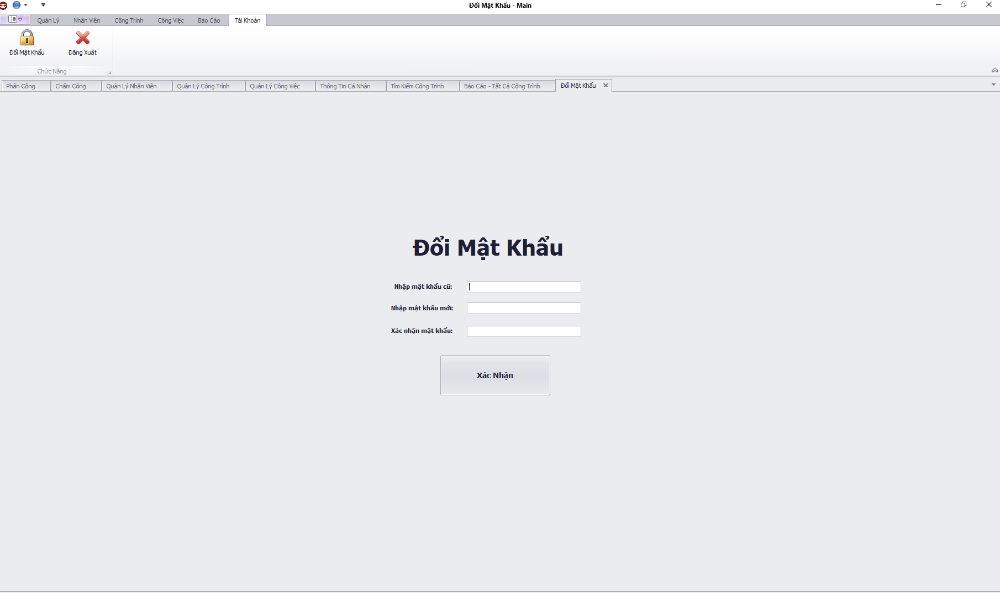 Đổi Mật Khẩu - Main
Quản Lý Nhân Viên Công Trình Công Việc Báo Cáo Tài Khoản
Đổi Mật Khẩu Đăng Xuất
Chức Năng
Phân Công Chấm Công Quản Lý Nhân Viên Quản Lý Công Trình Quản Lý Công Việc Thông Tin Cá Nhân Tìm Kiếm Công Trình Báo Cáo - Tất Cả Công Trình Đổi Mật Khẩu
Đổi Mật Khẩu
Nhập mật khẩu cũ:
Nhập mật khẩu mới:
Xác nhận mật khẩu:
Xác Nhận